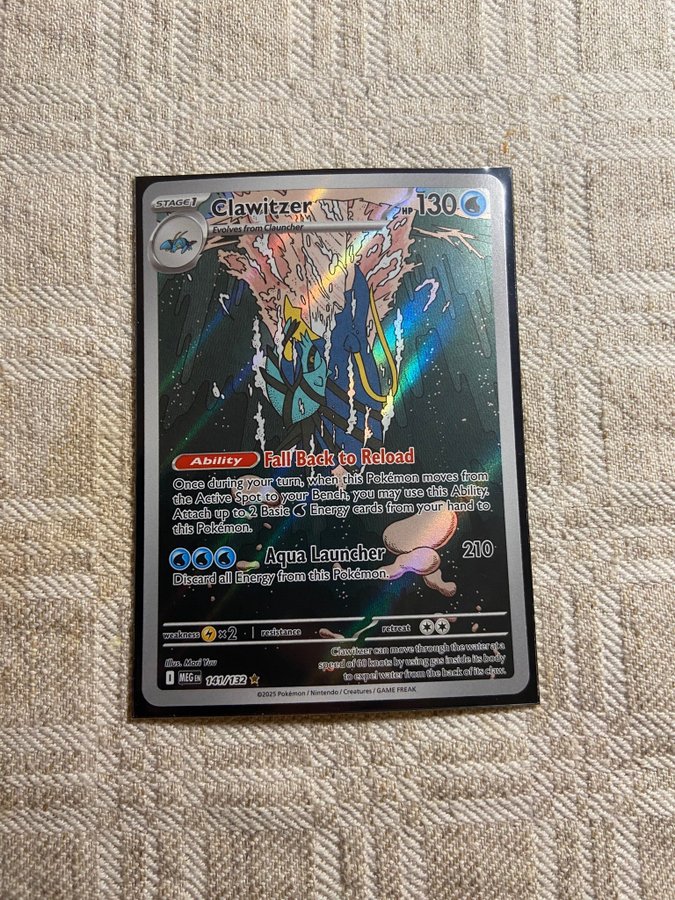 STAGE 1
Clawitzer
HP 130
Evolves from Clauncher
Ability Fall Back to Reload
Once during your turn, when this Pokémon moves from
the Active Spot to your Bench, you may use this Ability.
Attach up to 2 Basic Energy cards from your hand to
this Pokémon.
Aqua Launcher 210
Discard all Energy from this Pokémon.
weakness ×2 resistance retreat
Illus. Mori Yuu
Clawitzer can move through the water at a
speed of 60 knots by using gas inside its body
to expel water from the back of its claw.
I MEG EN 141/132
©2025 Pokémon / Nintendo / Creatures / GAME FREAK